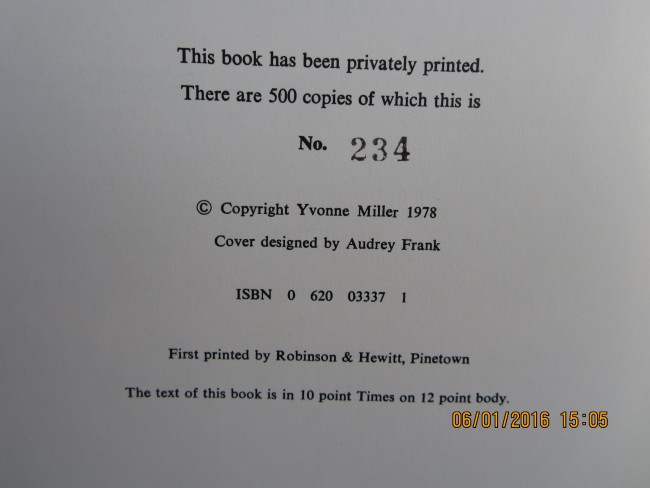 This book has been privately printed.
There are 500 copies of which this is
No. 234
© Copyright Yvonne Miller 1978
Cover designed by Audrey Frank
ISBN 0 620 03337 1
First printed by Robinson & Hewitt, Pinetown
The text of this book is in 10 point Times on 12 point body.
06/01/2016 15:05